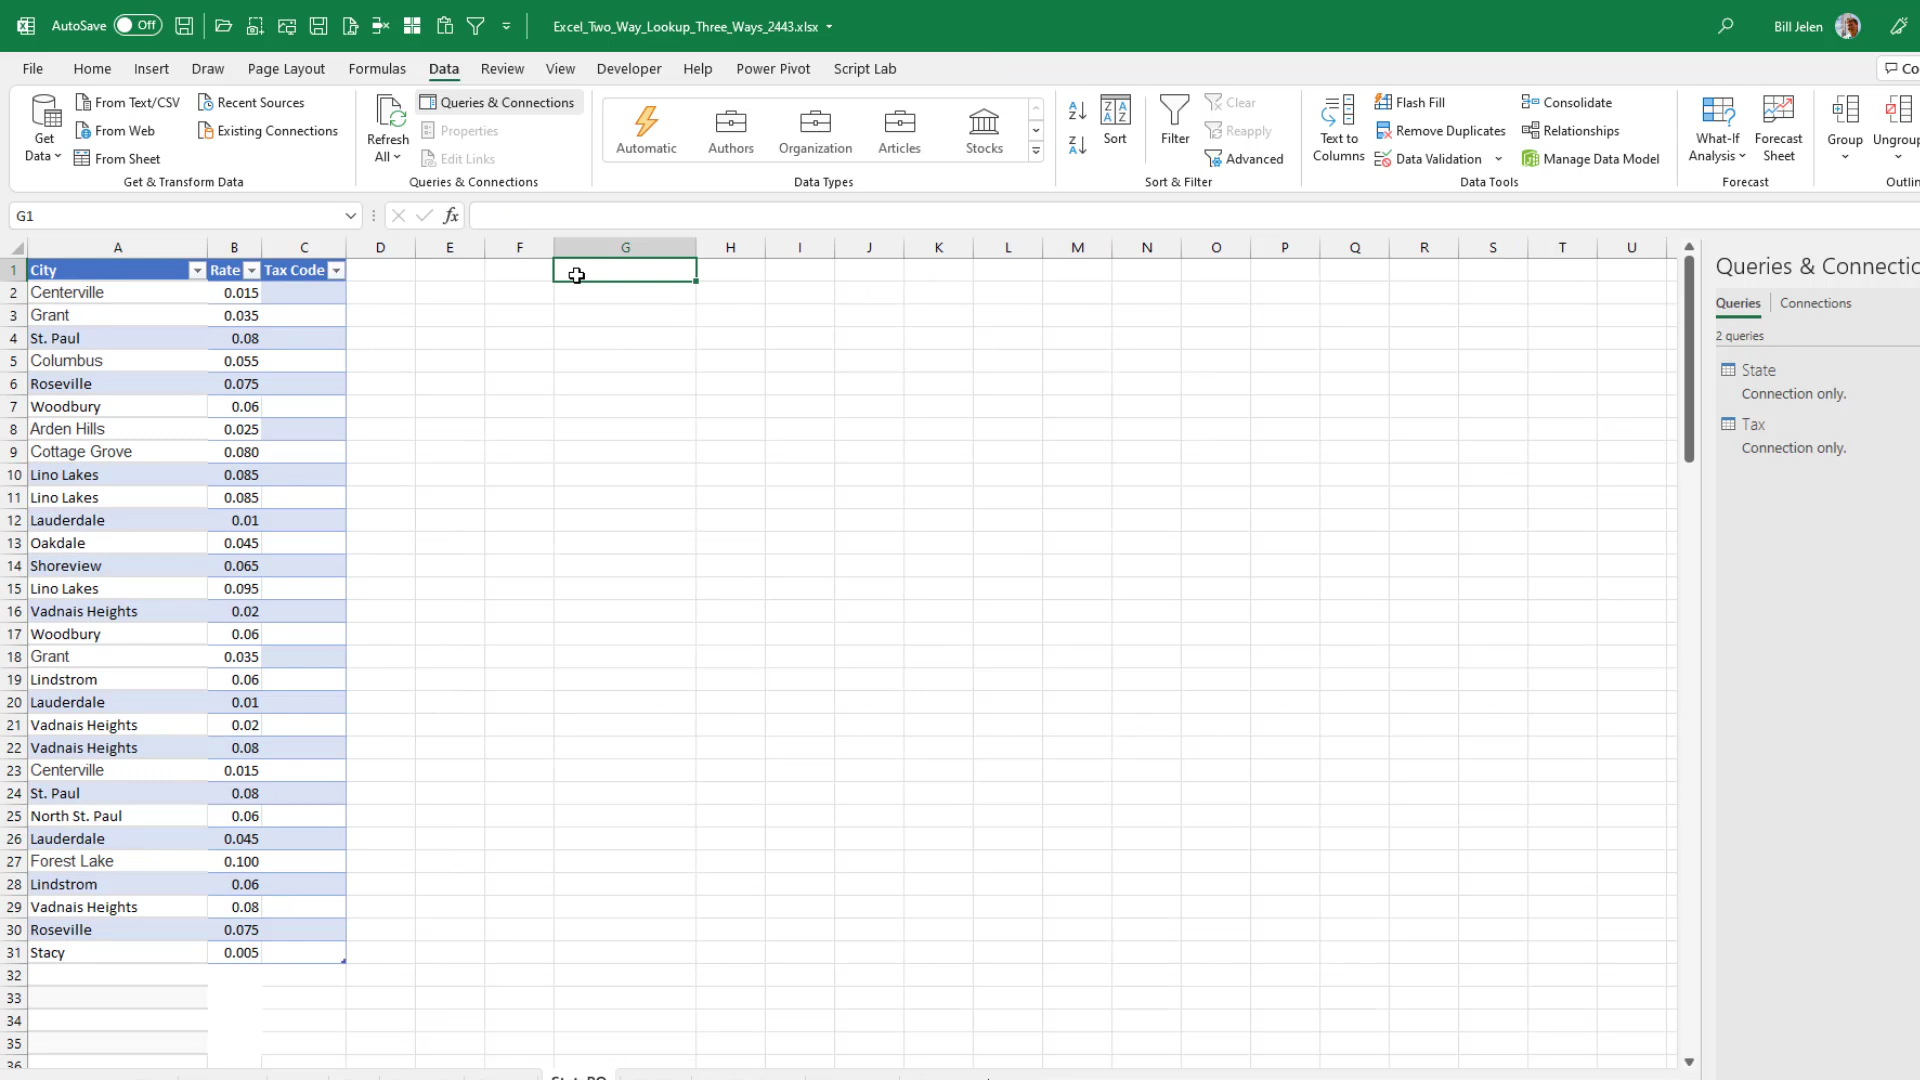 AutoSave Off Excel_Two_Way_Lookup_Three_Ways_2443.xlsx Bill Jelen
File Home Insert Draw Page Layout Formulas Data Review View Developer Help Power Pivot Script Lab Co
Get Data From Text/CSV From Web From Sheet Recent Sources Existing Connections
Get & Transform Data
Refresh All Queries & Connections Properties Edit Links
Queries & Connections
Automatic Authors Organization Articles Stocks
Data Types
Sort Filter Clear Reapply Advanced
Sort & Filter
Text to Columns Flash Fill Remove Duplicates Data Validation Consolidate Relationships Manage Data Model
Data Tools
What-If Analysis Forecast Sheet
Forecast
Group Ungroup
Outlin
G1 fx
A B C D E F G H I J K L M N O P Q R S T U
1 City Rate Tax Code
2 Centerville 0.015
3 Grant 0.035
4 St. Paul 0.08
5 Columbus 0.055
6 Roseville 0.075
7 Woodbury 0.06
8 Arden Hills 0.025
9 Cottage Grove 0.080
10 Lino Lakes 0.085
11 Lino Lakes 0.085
12 Lauderdale 0.01
13 Oakdale 0.045
14 Shoreview 0.065
15 Lino Lakes 0.095
16 Vadnais Heights 0.02
17 Woodbury 0.06
18 Grant 0.035
19 Lindstrom 0.06
20 Lauderdale 0.01
21 Vadnais Heights 0.02
22 Vadnais Heights 0.08
23 Centerville 0.015
24 St. Paul 0.08
25 North St. Paul 0.06
26 Lauderdale 0.045
27 Forest Lake 0.100
28 Lindstrom 0.06
29 Vadnais Heights 0.08
30 Roseville 0.075
31 Stacy 0.005
32
33
34
35
36
Queries & Connectio
Queries Connections
2 queries
State
Connection only.
Tax
Connection only.